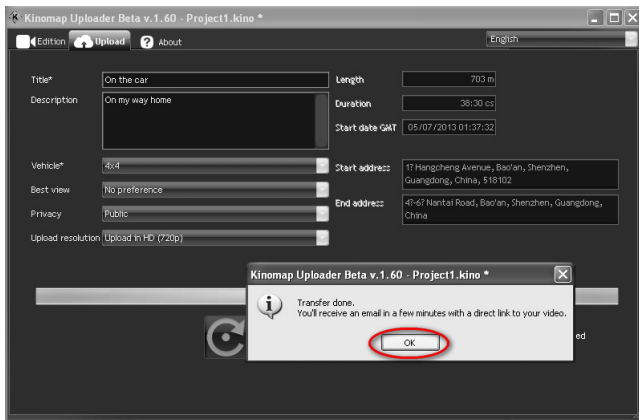 Kinomap Uploader Beta v.1.60 - Project1.kino *
Edition Upload ? About English
Title* On the car
Length 703 m
Description On my way home
Duration 38:30 cs
Start date GMT 05/07/2013 01:37:32
Vehicle* 4x4
Start address 1? Hangcheng Avenue, Bao'an, Shenzhen,
Guangdong, China, 518102
Best view No preference
End address 4?-6? Nantai Road, Bao'an, Shenzhen, Guangdong,
China
Privacy Public
Upload resolution Upload in HD (720p)
Kinomap Uploader Beta v.1.60 - Project1.kino *
Transfer done.
You'll receive an email in a few minutes with a direct link to your video.
OK
ed